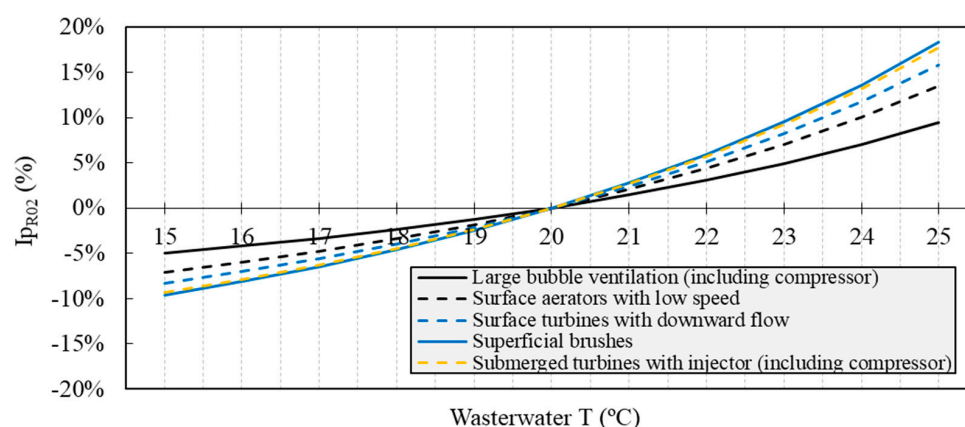 20%
15%
10%
5%
0%
-5%
-10%
-15%
-20%
Ip_R02 (%)
15 16 17 18 19 20 21 22 23 24 25
Large bubble ventilation (including compressor)
Surface aerators with low speed
Surface turbines with downward flow
Superficial brushes
Submerged turbines with injector (including compressor)
Wasterwater T (ºC)